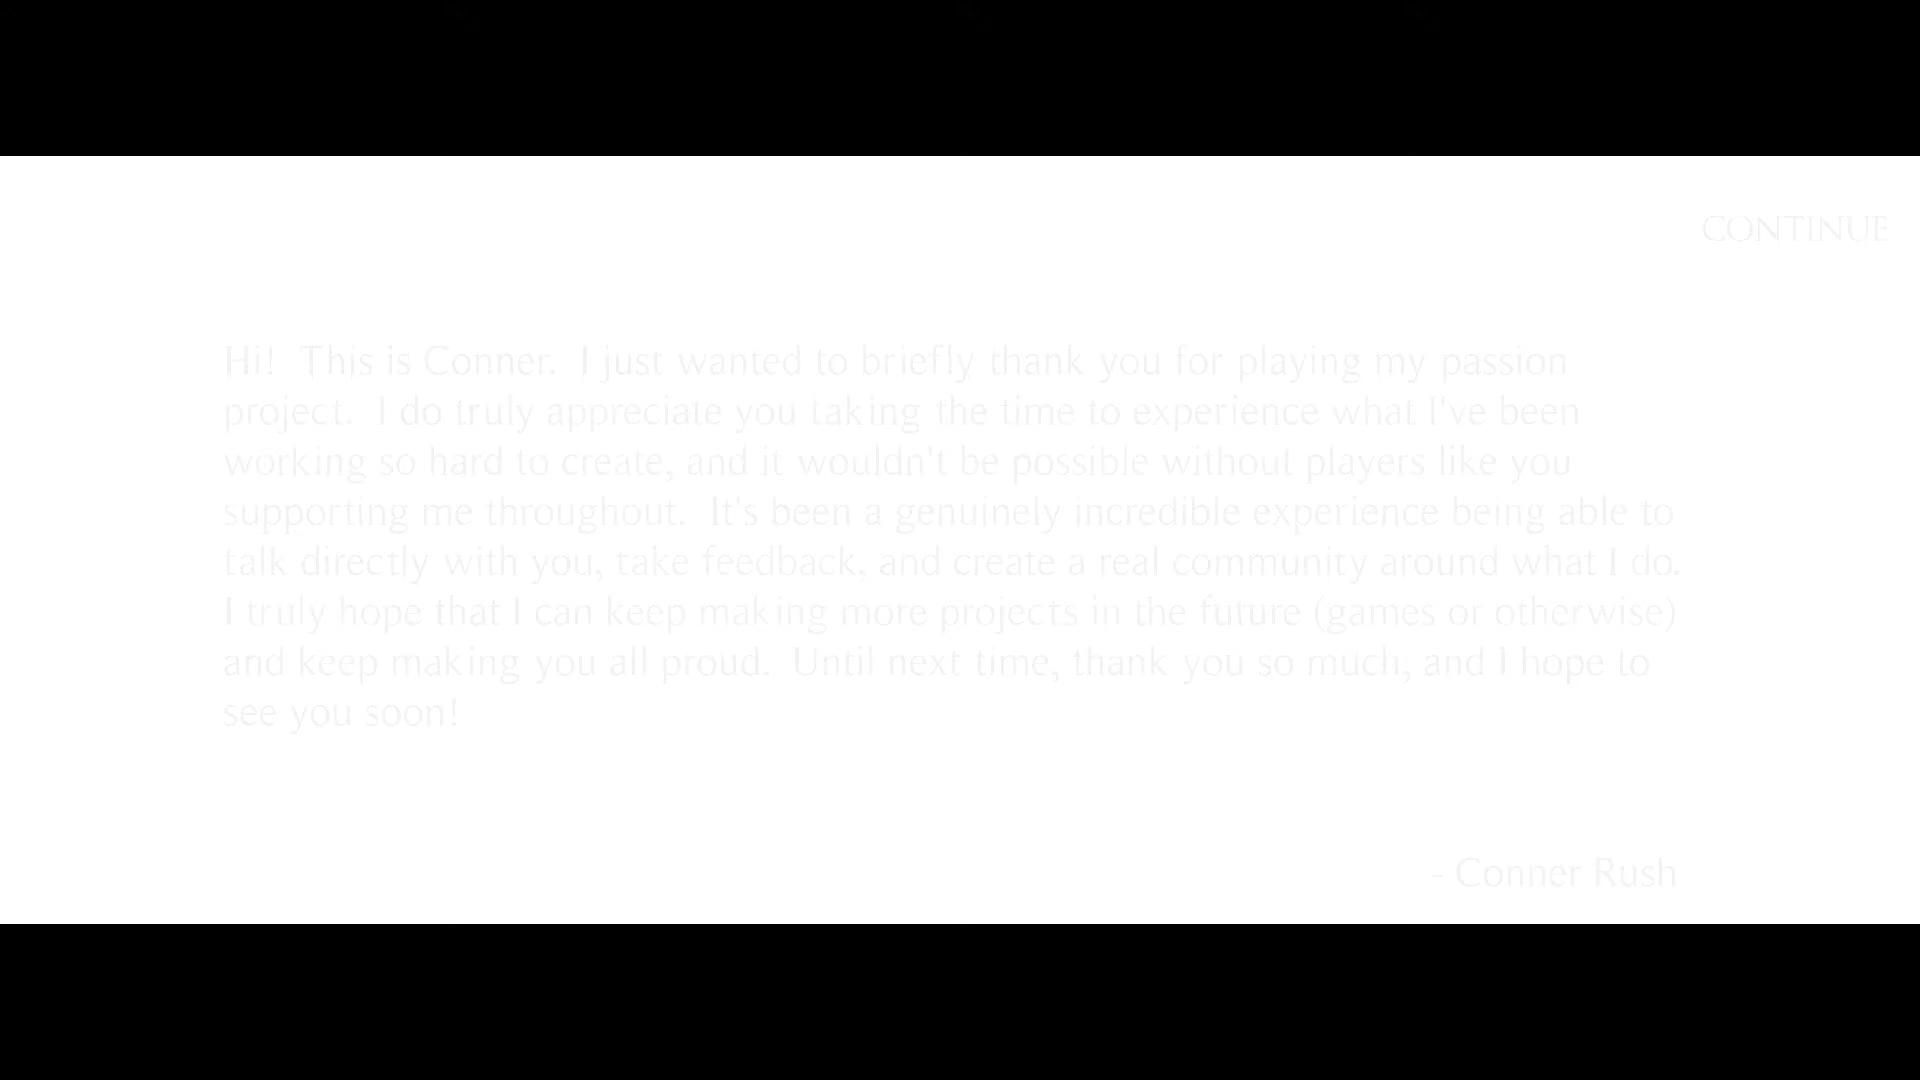 CONTINUE
Hi!  This is Conner.  I just wanted to briefly thank you for playing my passion
project.  I do truly appreciate you taking the time to experience what I've been
working so hard to create, and it wouldn't be possible without players like you
supporting me throughout.  It's been a genuinely incredible experience being able to
talk directly with you, take feedback, and create a real community around what I do.
I truly hope that I can keep making more projects in the future (games or otherwise)
and keep making you all proud.  Until next time, thank you so much, and I hope to
see you soon!
- Conner Rush